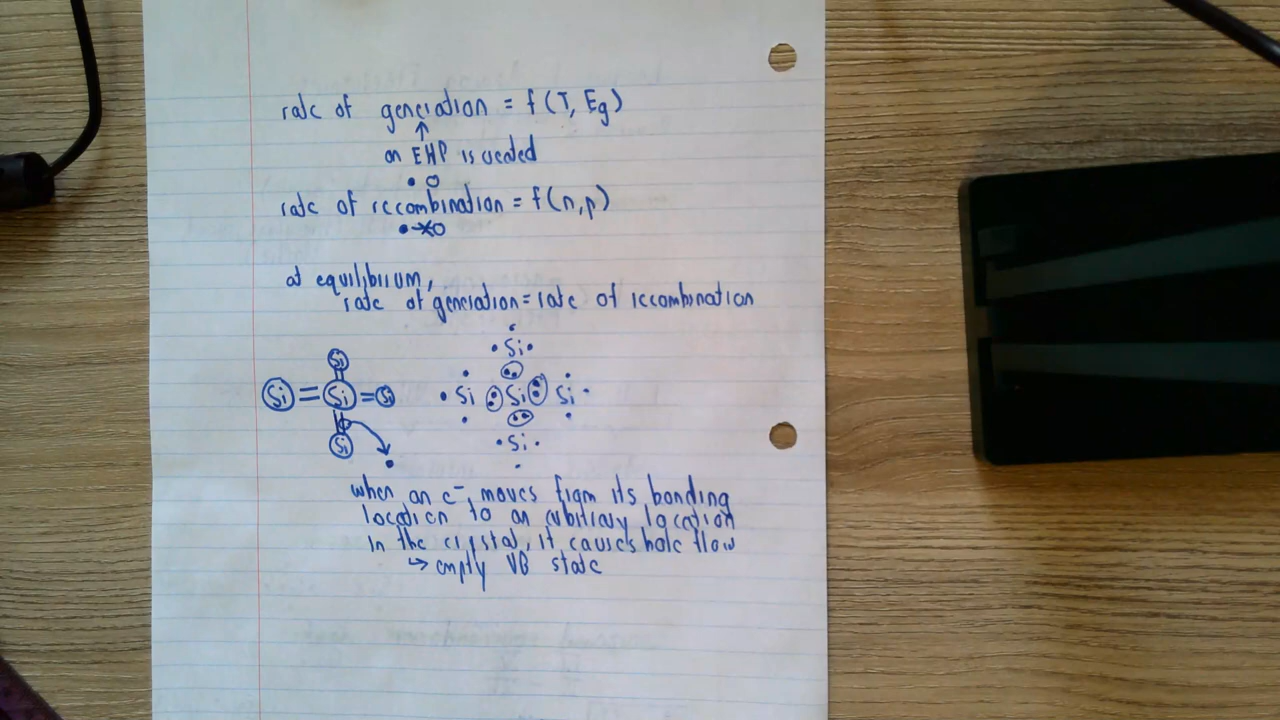 rate of generation = f(T, Eg)
↑
an EHP is created
• o
rate of recombination = f(n,p)
at equilibrium,
rate of generation = rate of recombination
Si
• Si •
Si = Si = Si
• Si Si Si •
Si
• Si •
when an e⁻ moves from its bonding
location to an arbitrary location
in the crystal, it causes hole flow
↳ empty VB state